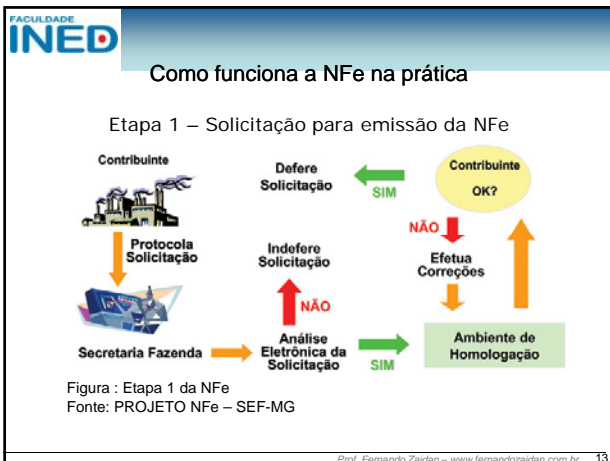 FACULDADE
INED
Como funciona a NFe na prática
Etapa 1 – Solicitação para emissão da NFe
Contribuinte
Protocola
Solicitação
Secretaria Fazenda
Análise
Eletrônica da
Solicitação
NÃO
Indefere
Solicitação
SIM
Ambiente de
Homologação
Contribuinte
OK?
NÃO
Efetua
Correções
SIM
Defere
Solicitação
Figura : Etapa 1 da NFe
Fonte: PROJETO NFe – SEF-MG
Prof. Fernando Zaidan – www.fernandozaidan.com.br
13